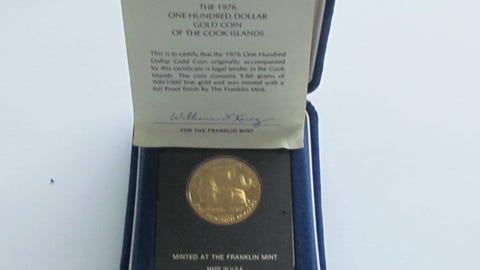 THE 1976
ONE HUNDRED DOLLAR
GOLD COIN
OF THE COOK ISLANDS
This is to certify that the 1976 One Hundred
Dollar Gold Coin originally accompanied
by this certificate is legal tender in the Cook
Islands. The coin contains 9.60 grams of
900/1000 fine gold and was minted with a
full Proof finish by The Franklin Mint.
FOR THE FRANKLIN MINT
HUNDRED DOLLARS
MINTED AT THE FRANKLIN MINT
MADE IN U.S.A.